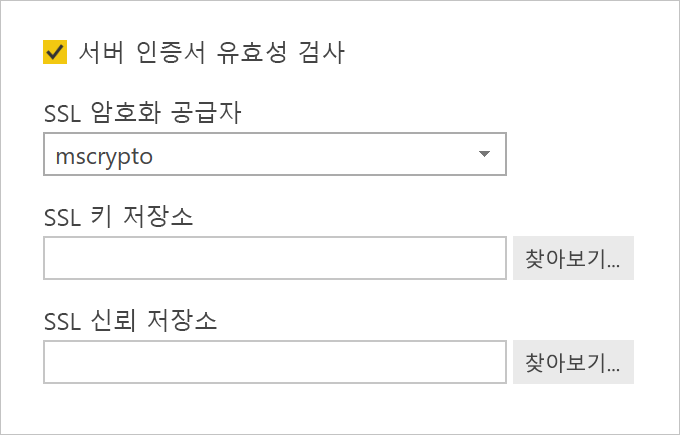 서버 인증서 유효성 검사
SSL 암호화 공급자
mscrypto
SSL 키 저장소
찾아보기...
SSL 신뢰 저장소
찾아보기...